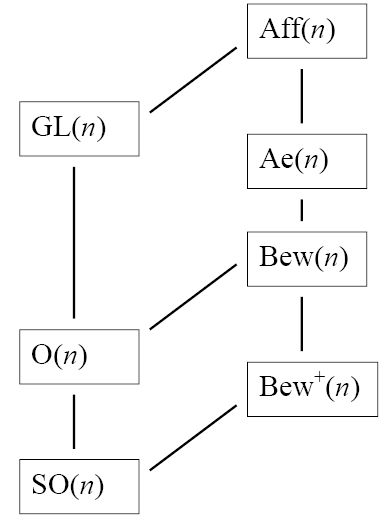 Aff(n)
GL(n)
Ae(n)
Bew(n)
O(n)
Bew⁺(n)
SO(n)